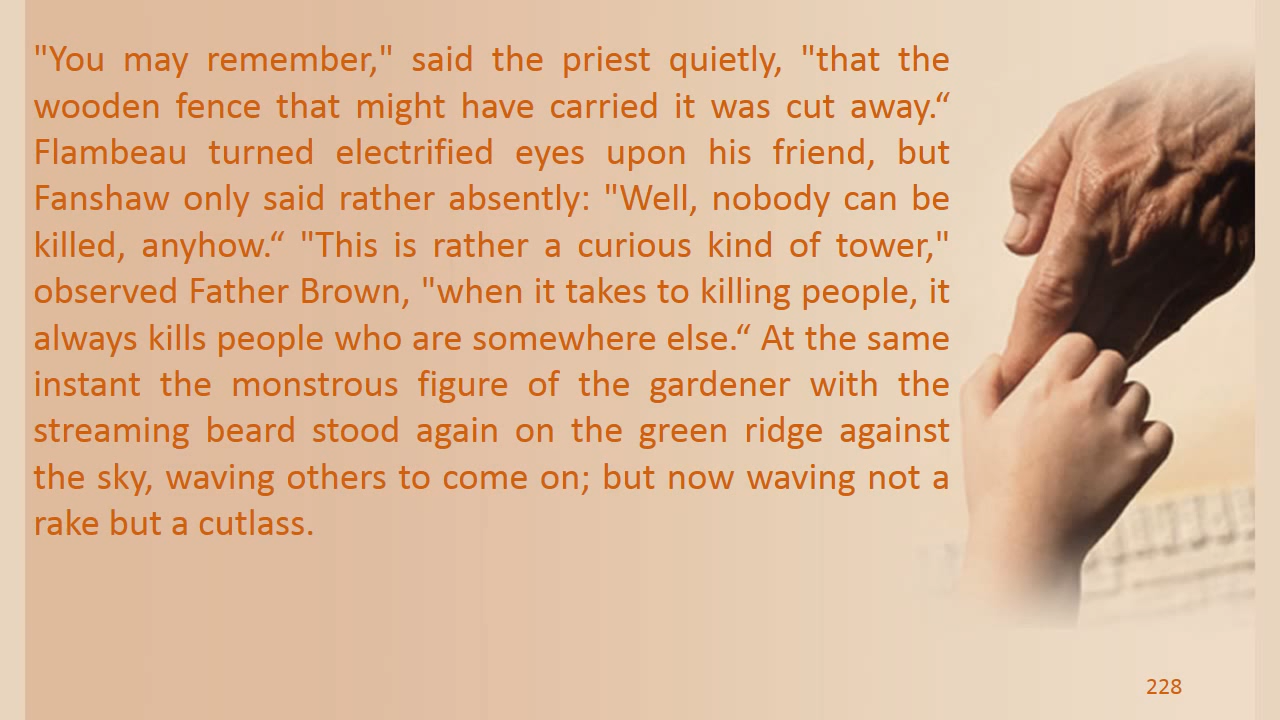 "You may remember," said the priest quietly, "that the
wooden fence that might have carried it was cut away.“
Flambeau turned electrified eyes upon his friend, but
Fanshaw only said rather absently: "Well, nobody can be
killed, anyhow.“ "This is rather a curious kind of tower,"
observed Father Brown, "when it takes to killing people, it
always kills people who are somewhere else.“ At the same
instant the monstrous figure of the gardener with the
streaming beard stood again on the green ridge against
the sky, waving others to come on; but now waving not a
rake but a cutlass.
228